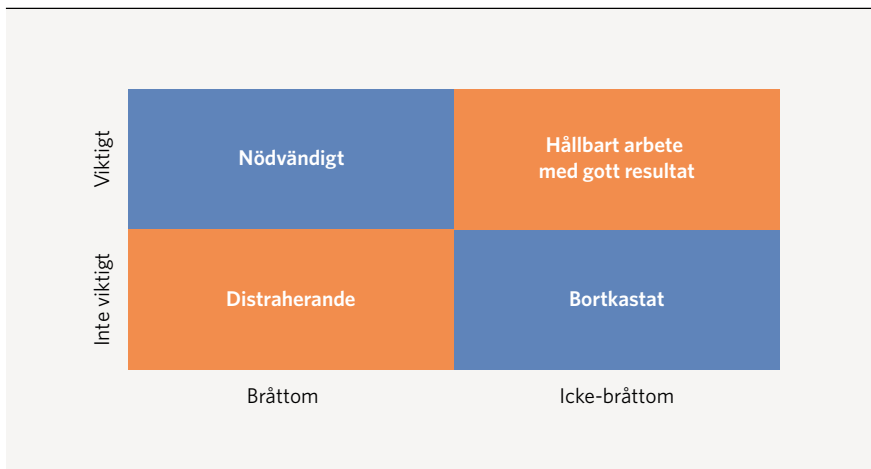 Viktigt
Nödvändigt
Hållbart arbete
med gott resultat
Inte viktigt
Distraherande
Bortkastat
Bråttom
Icke-bråttom